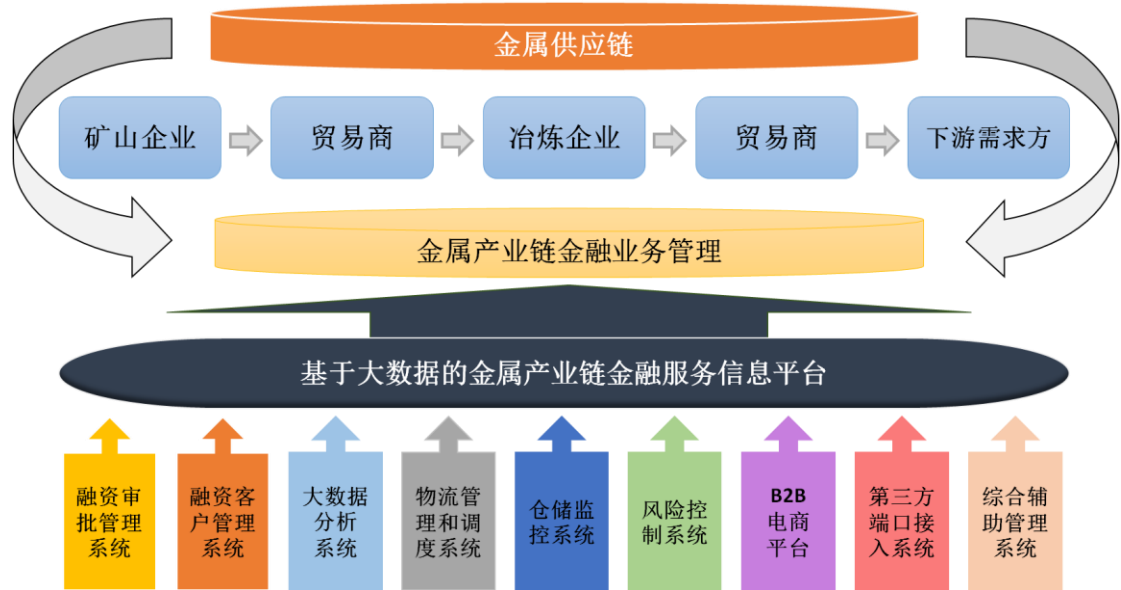 金属供应链
矿山企业
贸易商
冶炼企业
贸易商
下游需求方
金属产业链金融业务管理
基于大数据的金属产业链金融服务信息平台
融资审
批管理
系统
融资客
户管理
系统
大数据
分析
系统
物流管
理和调
度系统
仓储监
控系统
风险控
制系统
B2B
电商
平台
第三方
端口接
入系统
综合辅
助管理
系统